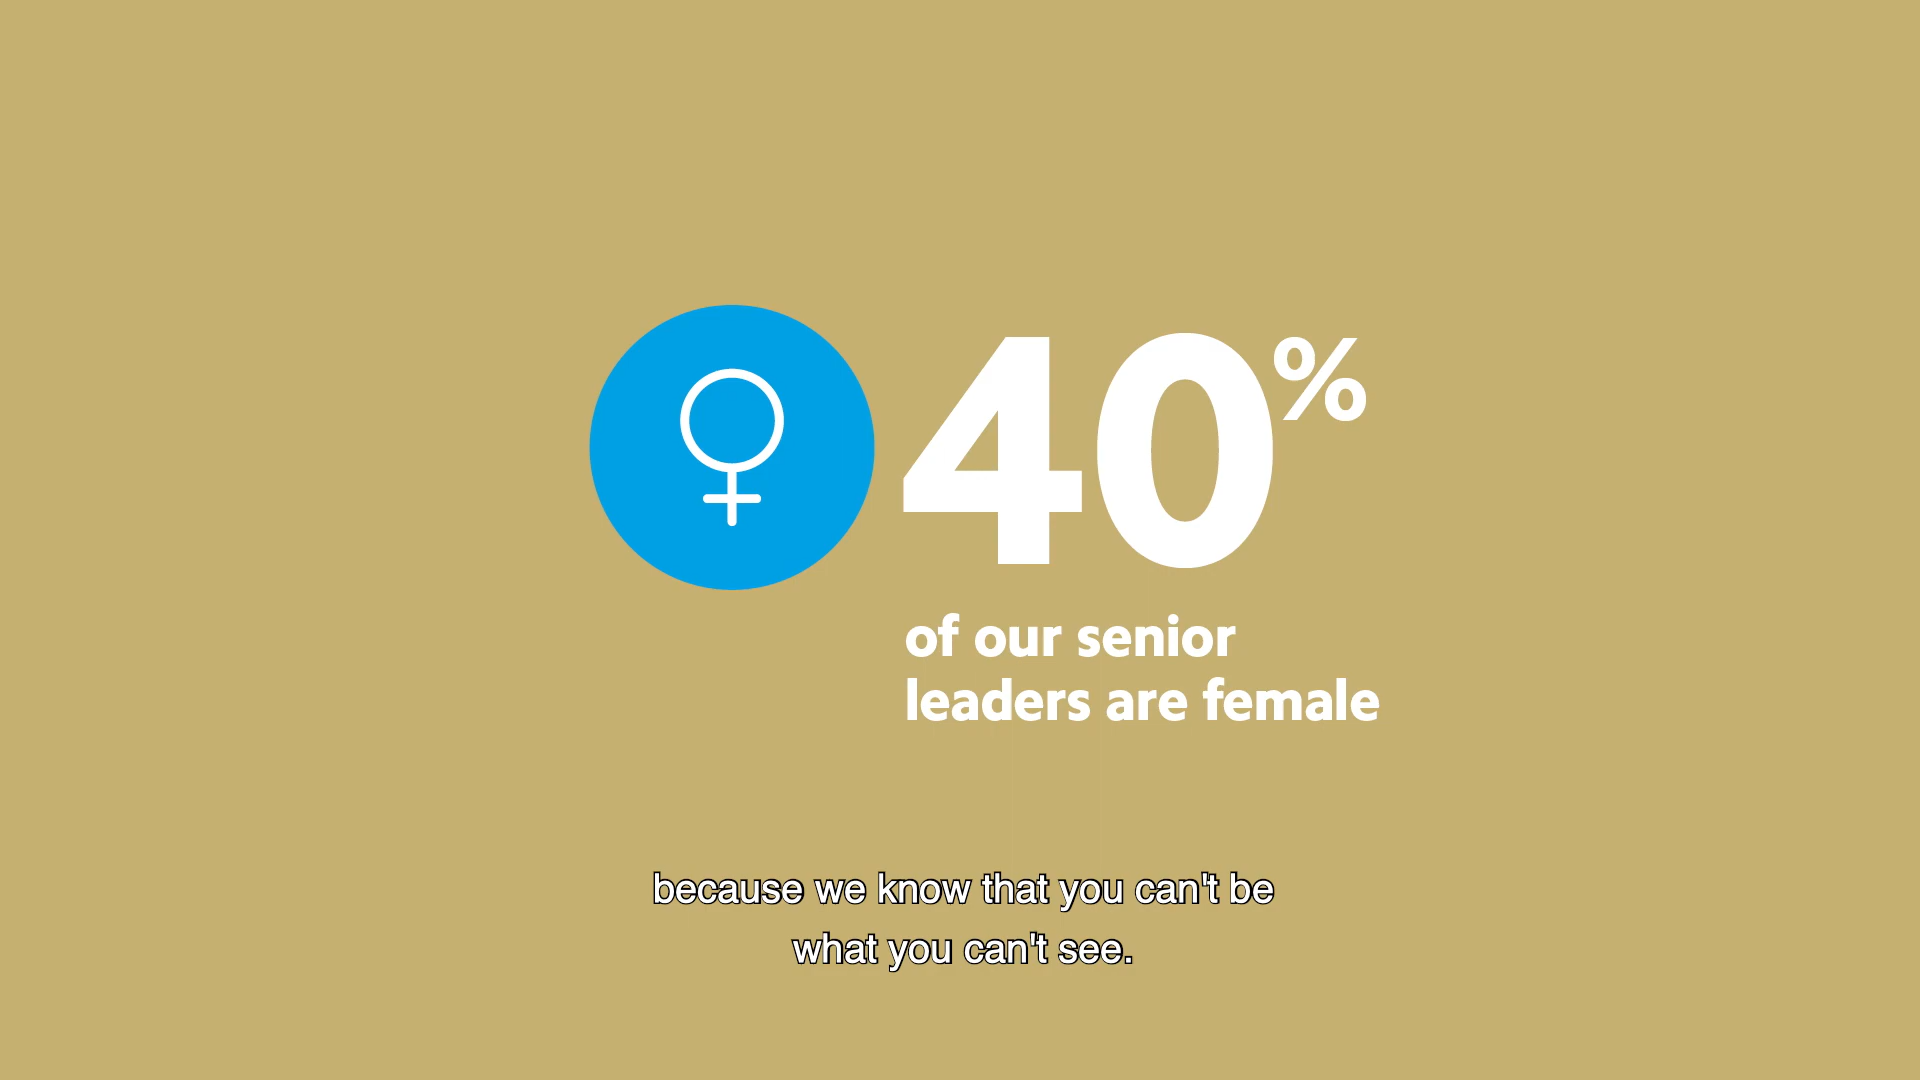 40%
of our senior
leaders are female
because we know that you can't be
what you can't see.